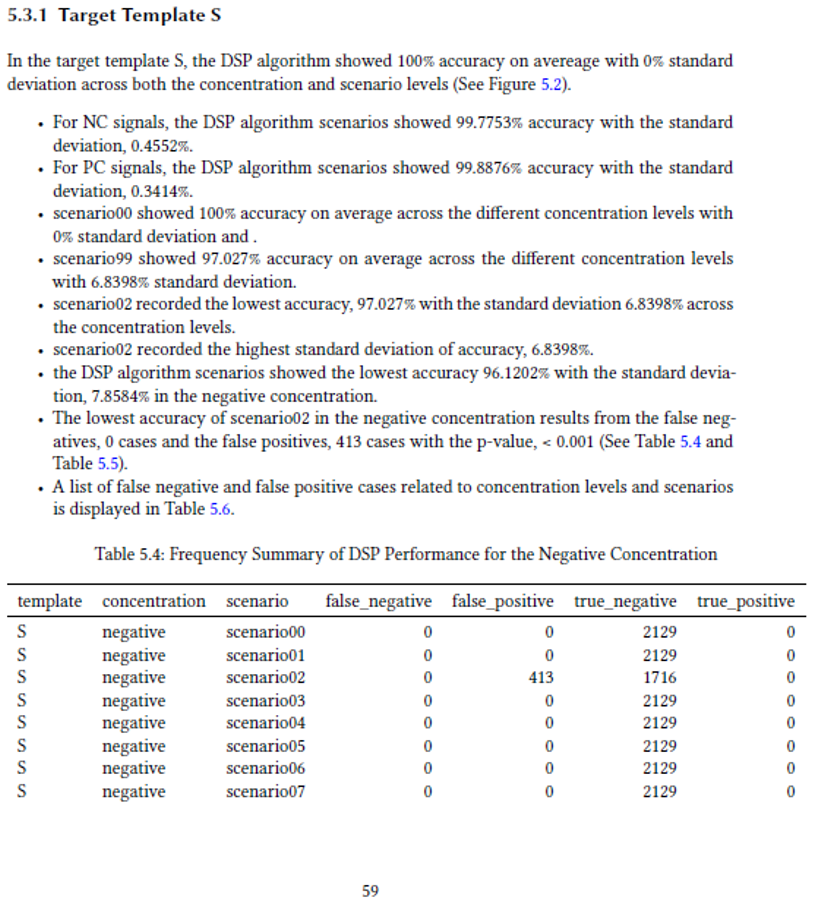 5.3.1 Target Template S
In the target template S, the DSP algorithm showed 100% accuracy on avereage with 0% standard
deviation across both the concentration and scenario levels (See Figure 5.2).
• For NC signals, the DSP algorithm scenarios showed 99.7753% accuracy with the standard
deviation, 0.4552%.
• For PC signals, the DSP algorithm scenarios showed 99.8876% accuracy with the standard
deviation, 0.3414%.
• scenario00 showed 100% accuracy on average across the different concentration levels with
0% standard deviation and .
• scenario99 showed 97.027% accuracy on average across the different concentration levels
with 6.8398% standard deviation.
• scenario02 recorded the lowest accuracy, 97.027% with the standard deviation 6.8398% across
the concentration levels.
• scenario02 recorded the highest standard deviation of accuracy, 6.8398%.
• the DSP algorithm scenarios showed the lowest accuracy 96.1202% with the standard devia-
tion, 7.8584% in the negative concentration.
• The lowest accuracy of scenario02 in the negative concentration results from the false neg-
atives, 0 cases and the false positives, 413 cases with the p-value, < 0.001 (See Table 5.4 and
Table 5.5).
• A list of false negative and false positive cases related to concentration levels and scenarios
is displayed in Table 5.6.
Table 5.4: Frequency Summary of DSP Performance for the Negative Concentration
template concentration scenario false_negative false_positive true_negative true_positive
S negative scenario00 0 0 2129 0
S negative scenario01 0 0 2129 0
S negative scenario02 0 413 1716 0
S negative scenario03 0 0 2129 0
S negative scenario04 0 0 2129 0
S negative scenario05 0 0 2129 0
S negative scenario06 0 0 2129 0
S negative scenario07 0 0 2129 0
59